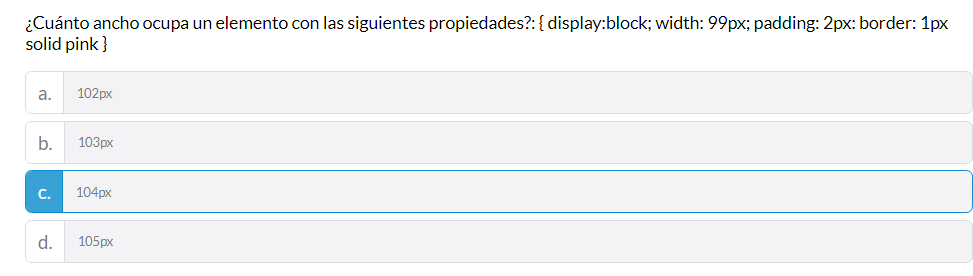 ¿Cuánto ancho ocupa un elemento con las siguientes propiedades?: { display:block; width: 99px; padding: 2px: border: 1px
solid pink }
a. 102px
b. 103px
c. 104px
d. 105px